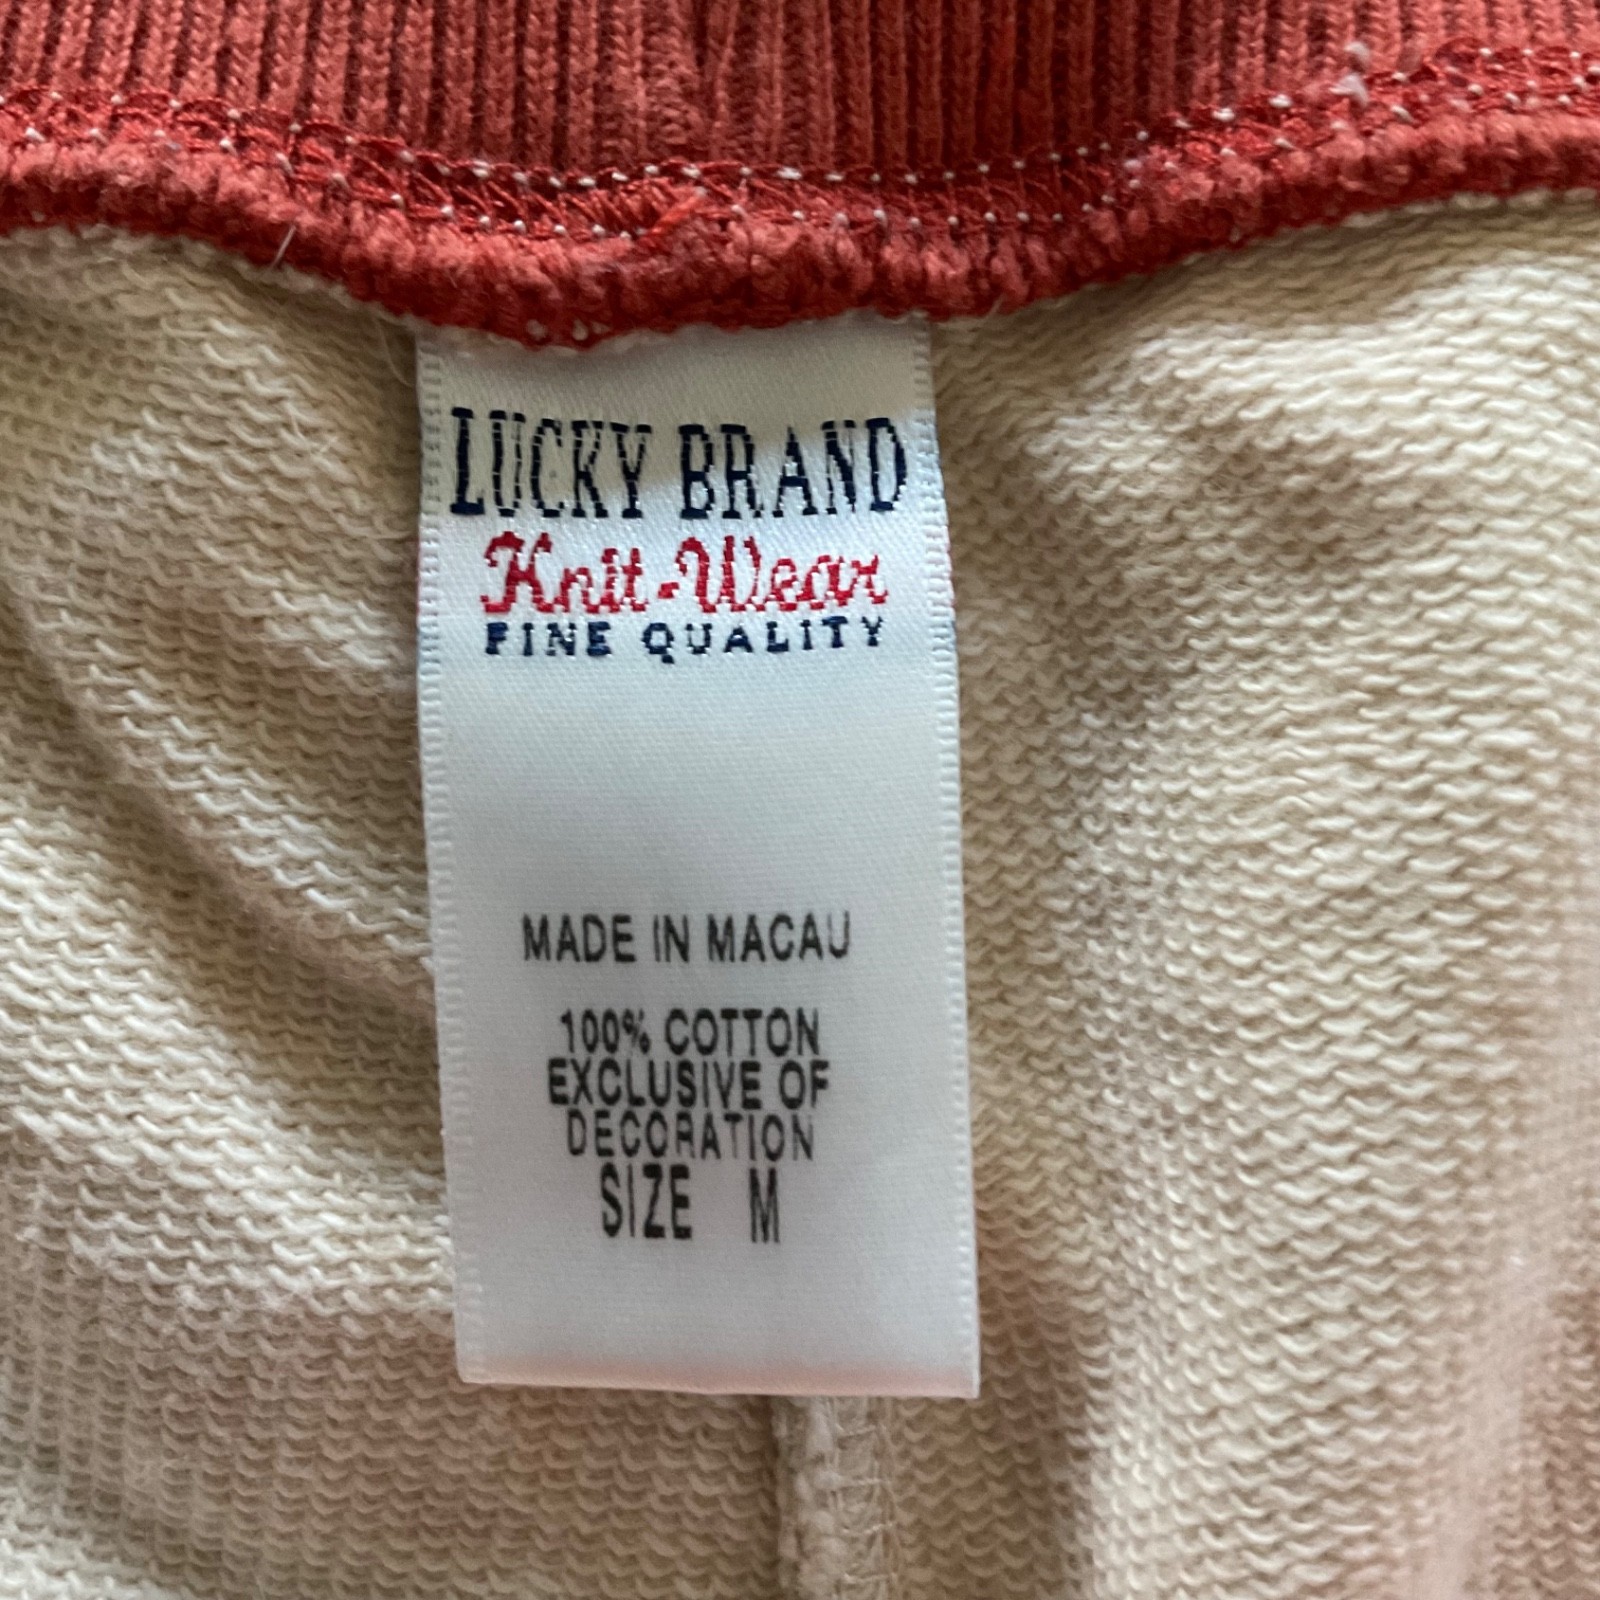 LUCKY BRAND
Knit-Wear
FINE QUALITY
MADE IN MACAU
100% COTTON
EXCLUSIVE OF
DECORATION
SIZE M